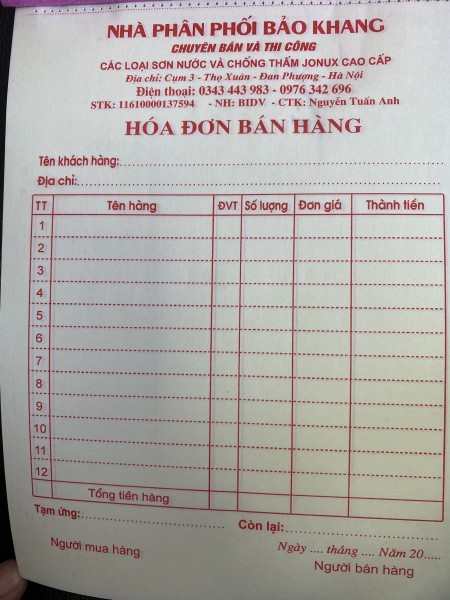 NHÀ PHÂN PHỐI BẢO KHANG
CHUYÊN BÁN VÀ THI CÔNG
CÁC LOẠI SƠN NƯỚC VÀ CHỐNG THẤM JONUX CAO CẤP
Địa chỉ: Cụm 3 - Thọ Xuân - Đan Phượng - Hà Nội
Điện thoại: 0343 443 983 - 0976 342 696
STK: 11610000137594 - NH: BIDV - CTK: Nguyễn Tuấn Anh
HÓA ĐƠN BÁN HÀNG
Tên khách hàng:
Địa chỉ:
TT Tên hàng ĐVT Số lượng Đơn giá Thành tiền
1
2
3
4
5
6
7
8
9
10
11
12
Tổng tiền hàng
Tạm ứng: Còn lại:
Ngày .... tháng .... Năm 20.....
Người mua hàng Người bán hàng